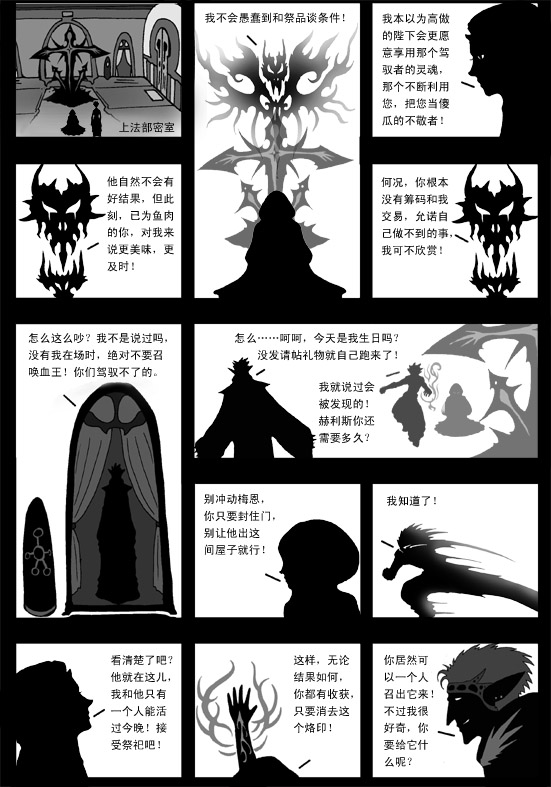 上法部密室
我不会愚蠢到和祭品谈条件！
我本以为高傲
的陛下会更愿
意享用那个驾
驭者的灵魂，
那个不断利用
您，把您当傻
瓜的不敬者！
他自然不会有
好结果，但此
刻，已为鱼肉
的你，对我来
说更美味，更
及时！
何况，你根本
没有筹码和我
交易，允诺自
己做不到的事，
我可不欣赏！
怎么这么吵？我不是说过吗，
没有我在场时，绝对不要召
唤血王！你们驾驭不了的。
怎么……呵呵，今天是我生日吗？
没发请帖礼物就自己跑来了！
我就说过会
被发现的！
赫利斯你还
需要多久？
别冲动梅恩，
你只要封住门，
别让他出这
间屋子就行！
我知道了！
看清楚了吧？
他就在这儿，
我和他只有
一个人能活
过今晚！接
受祭祀吧！
这样，无论
结果如何，
你都有收获，
只要消去这
个烙印！
你居然可
以一个人
召出它来！
不过我很
好奇，你
要给它什
么呢？